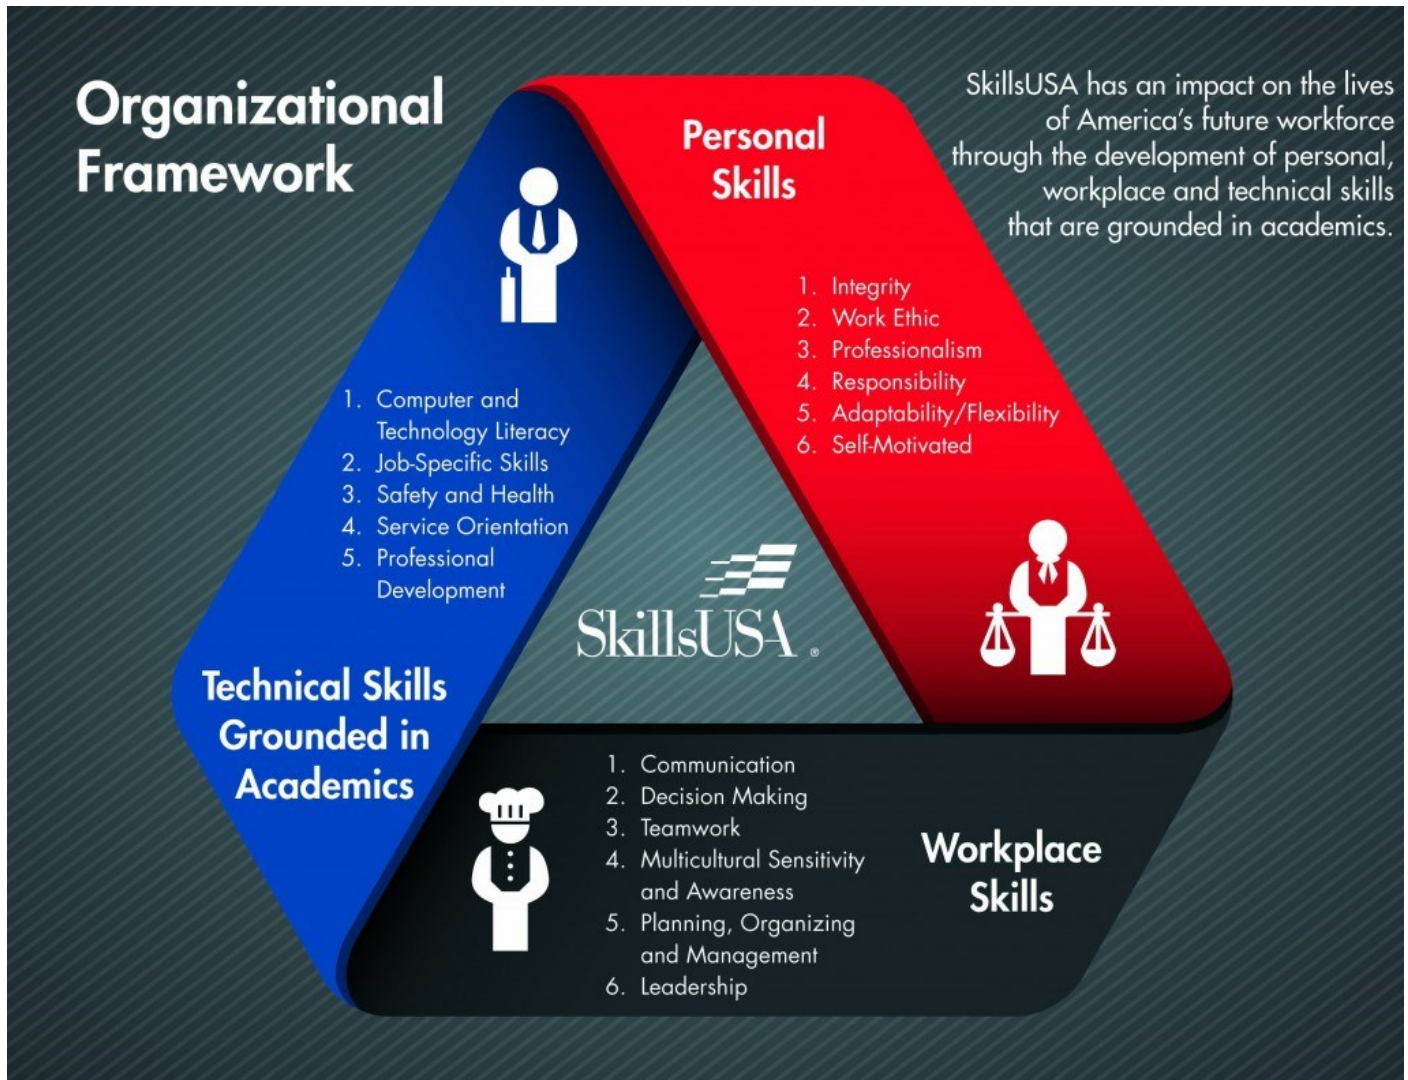 Organizational
Framework
SkillsUSA has an impact on the lives
of America's future workforce
through the development of personal,
workplace and technical skills
that are grounded in academics.
Personal
Skills
1. Integrity
2. Work Ethic
3. Professionalism
4. Responsibility
5. Adaptability/Flexibility
6. Self-Motivated
1. Computer and
Technology Literacy
2. Job-Specific Skills
3. Safety and Health
4. Service Orientation
5. Professional
Development
Technical Skills
Grounded in
Academics
SkillsUSA ®
1. Communication
2. Decision Making
3. Teamwork
4. Multicultural Sensitivity
and Awareness
5. Planning, Organizing
and Management
6. Leadership
Workplace
Skills